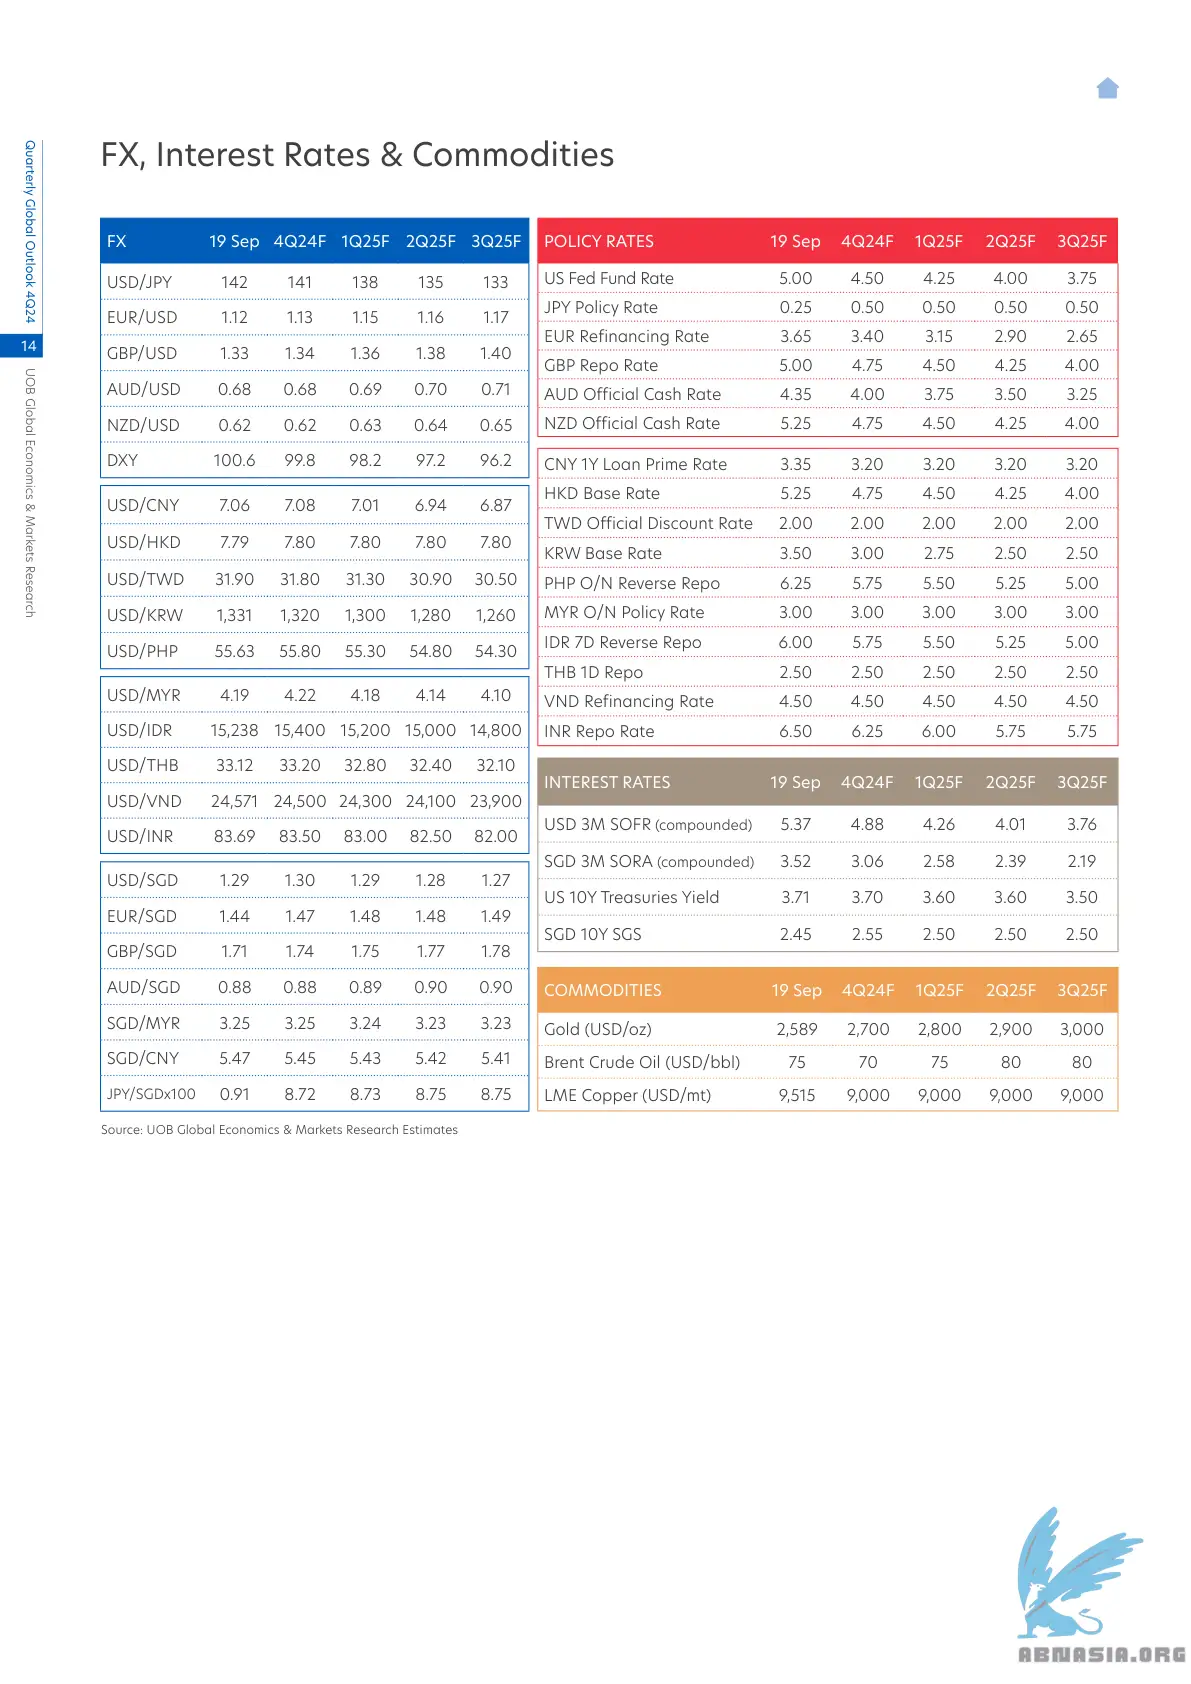 FX, Interest Rates & Commodities
Quarterly Global Outlook 4Q24
14
UOB Global Economics & Markets Research
FX 19 Sep 4Q24F 1Q25F 2Q25F 3Q25F
USD/JPY 142 141 138 135 133
EUR/USD 1.12 1.13 1.15 1.16 1.17
GBP/USD 1.33 1.34 1.36 1.38 1.40
AUD/USD 0.68 0.68 0.69 0.70 0.71
NZD/USD 0.62 0.62 0.63 0.64 0.65
DXY 100.6 99.8 98.2 97.2 96.2
USD/CNY 7.06 7.08 7.01 6.94 6.87
USD/HKD 7.79 7.80 7.80 7.80 7.80
USD/TWD 31.90 31.80 31.30 30.90 30.50
USD/KRW 1,331 1,320 1,300 1,280 1,260
USD/PHP 55.63 55.80 55.30 54.80 54.30
USD/MYR 4.19 4.22 4.18 4.14 4.10
USD/IDR 15,238 15,400 15,200 15,000 14,800
USD/THB 33.12 33.20 32.80 32.40 32.10
USD/VND 24,571 24,500 24,300 24,100 23,900
USD/INR 83.69 83.50 83.00 82.50 82.00
USD/SGD 1.29 1.30 1.29 1.28 1.27
EUR/SGD 1.44 1.47 1.48 1.48 1.49
GBP/SGD 1.71 1.74 1.75 1.77 1.78
AUD/SGD 0.88 0.88 0.89 0.90 0.90
SGD/MYR 3.25 3.25 3.24 3.23 3.23
SGD/CNY 5.47 5.45 5.43 5.42 5.41
JPY/SGDx100 0.91 8.72 8.73 8.75 8.75
POLICY RATES 19 Sep 4Q24F 1Q25F 2Q25F 3Q25F
US Fed Fund Rate 5.00 4.50 4.25 4.00 3.75
JPY Policy Rate 0.25 0.50 0.50 0.50 0.50
EUR Refinancing Rate 3.65 3.40 3.15 2.90 2.65
GBP Repo Rate 5.00 4.75 4.50 4.25 4.00
AUD Official Cash Rate 4.35 4.00 3.75 3.50 3.25
NZD Official Cash Rate 5.25 4.75 4.50 4.25 4.00
CNY 1Y Loan Prime Rate 3.35 3.20 3.20 3.20 3.20
HKD Base Rate 5.25 4.75 4.50 4.25 4.00
TWD Official Discount Rate 2.00 2.00 2.00 2.00 2.00
KRW Base Rate 3.50 3.00 2.75 2.50 2.50
PHP O/N Reverse Repo 6.25 5.75 5.50 5.25 5.00
MYR O/N Policy Rate 3.00 3.00 3.00 3.00 3.00
IDR 7D Reverse Repo 6.00 5.75 5.50 5.25 5.00
THB 1D Repo 2.50 2.50 2.50 2.50 2.50
VND Refinancing Rate 4.50 4.50 4.50 4.50 4.50
INR Repo Rate 6.50 6.25 6.00 5.75 5.75
INTEREST RATES 19 Sep 4Q24F 1Q25F 2Q25F 3Q25F
USD 3M SOFR (compounded) 5.37 4.88 4.26 4.01 3.76
SGD 3M SORA (compounded) 3.52 3.06 2.58 2.39 2.19
US 10Y Treasuries Yield 3.71 3.70 3.60 3.60 3.50
SGD 10Y SGS 2.45 2.55 2.50 2.50 2.50
COMMODITIES 19 Sep 4Q24F 1Q25F 2Q25F 3Q25F
Gold (USD/oz) 2,589 2,700 2,800 2,900 3,000
Brent Crude Oil (USD/bbl) 75 70 75 80 80
LME Copper (USD/mt) 9,515 9,000 9,000 9,000 9,000
Source: UOB Global Economics & Markets Research Estimates
ABNASIA.ORG